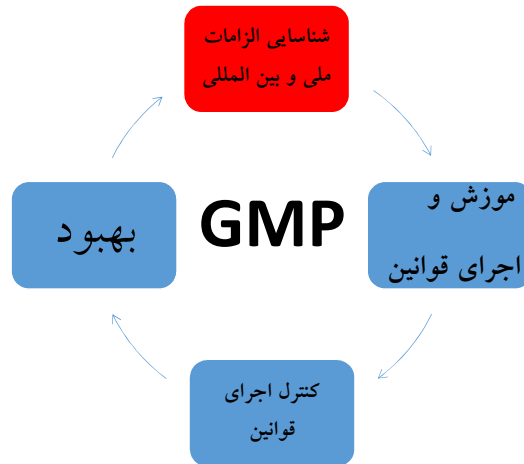 شناسایی الزامات
ملی و بین المللی
موزش و
اجرای قوانین
کنترل اجرای
قوانین
بهبود
GMP